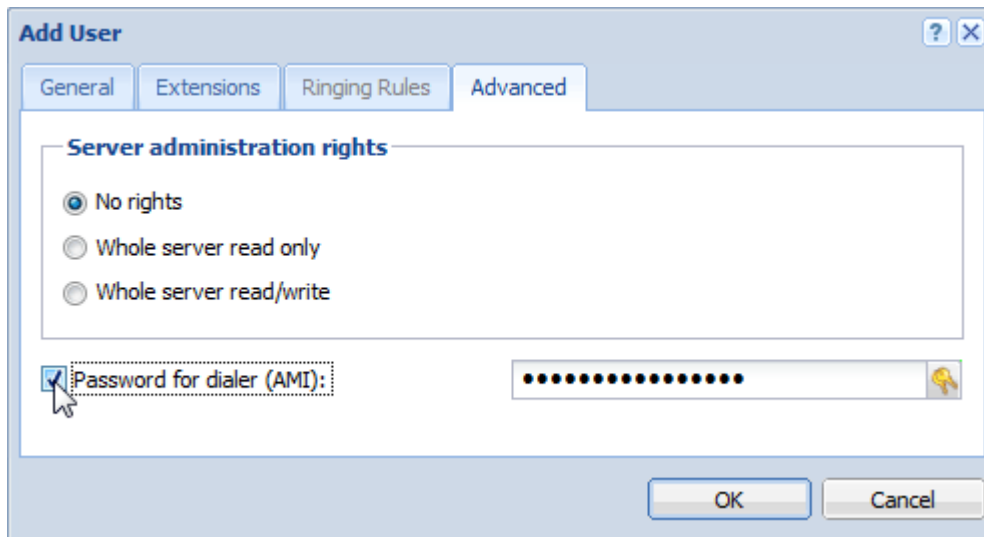 Add User
General Extensions Ringing Rules Advanced
Server administration rights
No rights
Whole server read only
Whole server read/write
Password for dialer (AMI): ••••••••••••••••
OK Cancel